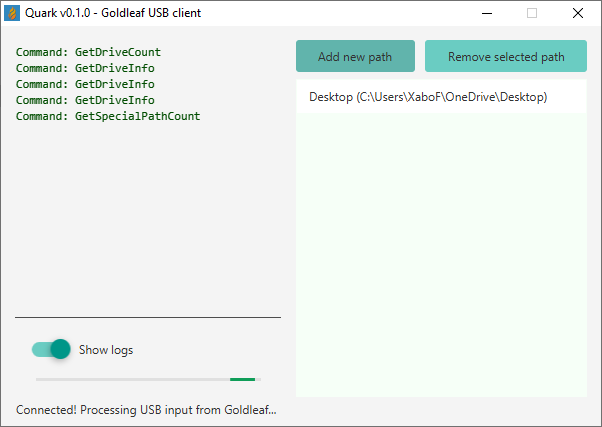 Quark v0.1.0 - Goldleaf USB client
Command: GetDriveCount
Command: GetDriveInfo
Command: GetDriveInfo
Command: GetDriveInfo
Command: GetSpecialPathCount
Add new path
Remove selected path
Desktop (C:\Users\XaboF\OneDrive\Desktop)
Show logs
Connected! Processing USB input from Goldleaf...